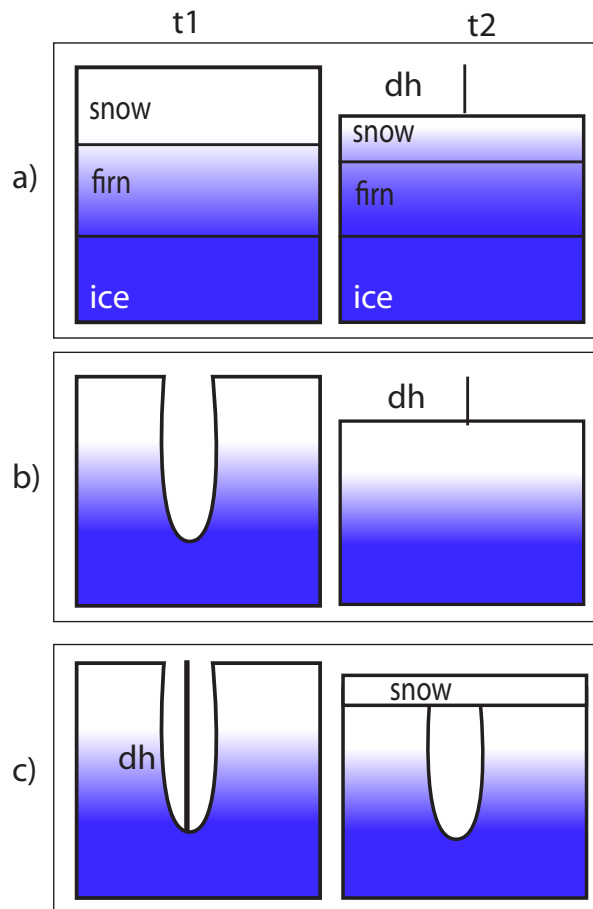 t1 t2
a)
snow
firn
ice
dh
snow
firn
ice
b)
dh
c)
dh
snow